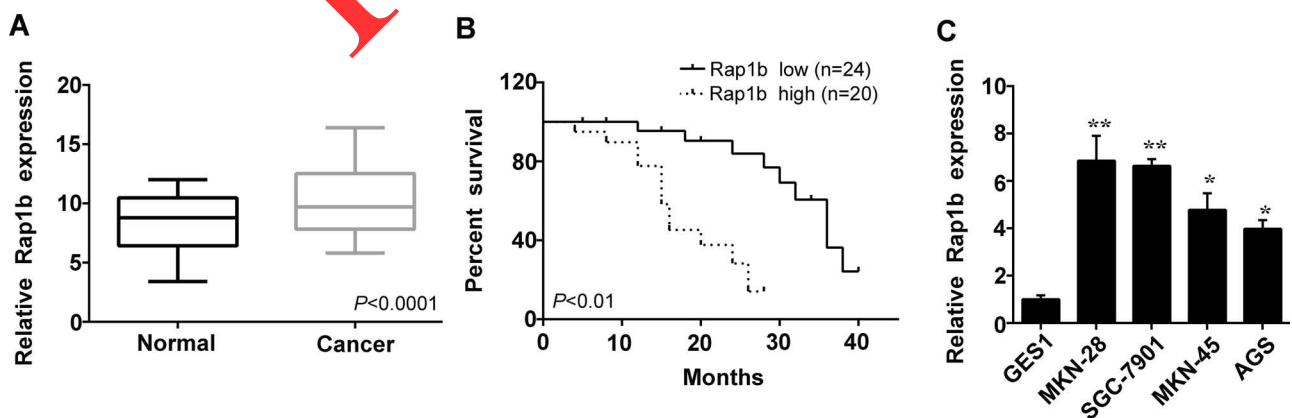 A
Relative Rap1b expression
20
15
10
5
0
P<0.0001
Normal
Cancer
B
Percent survival
120
80
40
0
Rap1b low (n=24)
Rap1b high (n=20)
P<0.01
0 10 20 30 40
Months
C
Relative Rap1b expression
10
8
6
4
2
0
**
**
*
*
GES1
MKN-28
SGC-7901
MKN-45
AGS